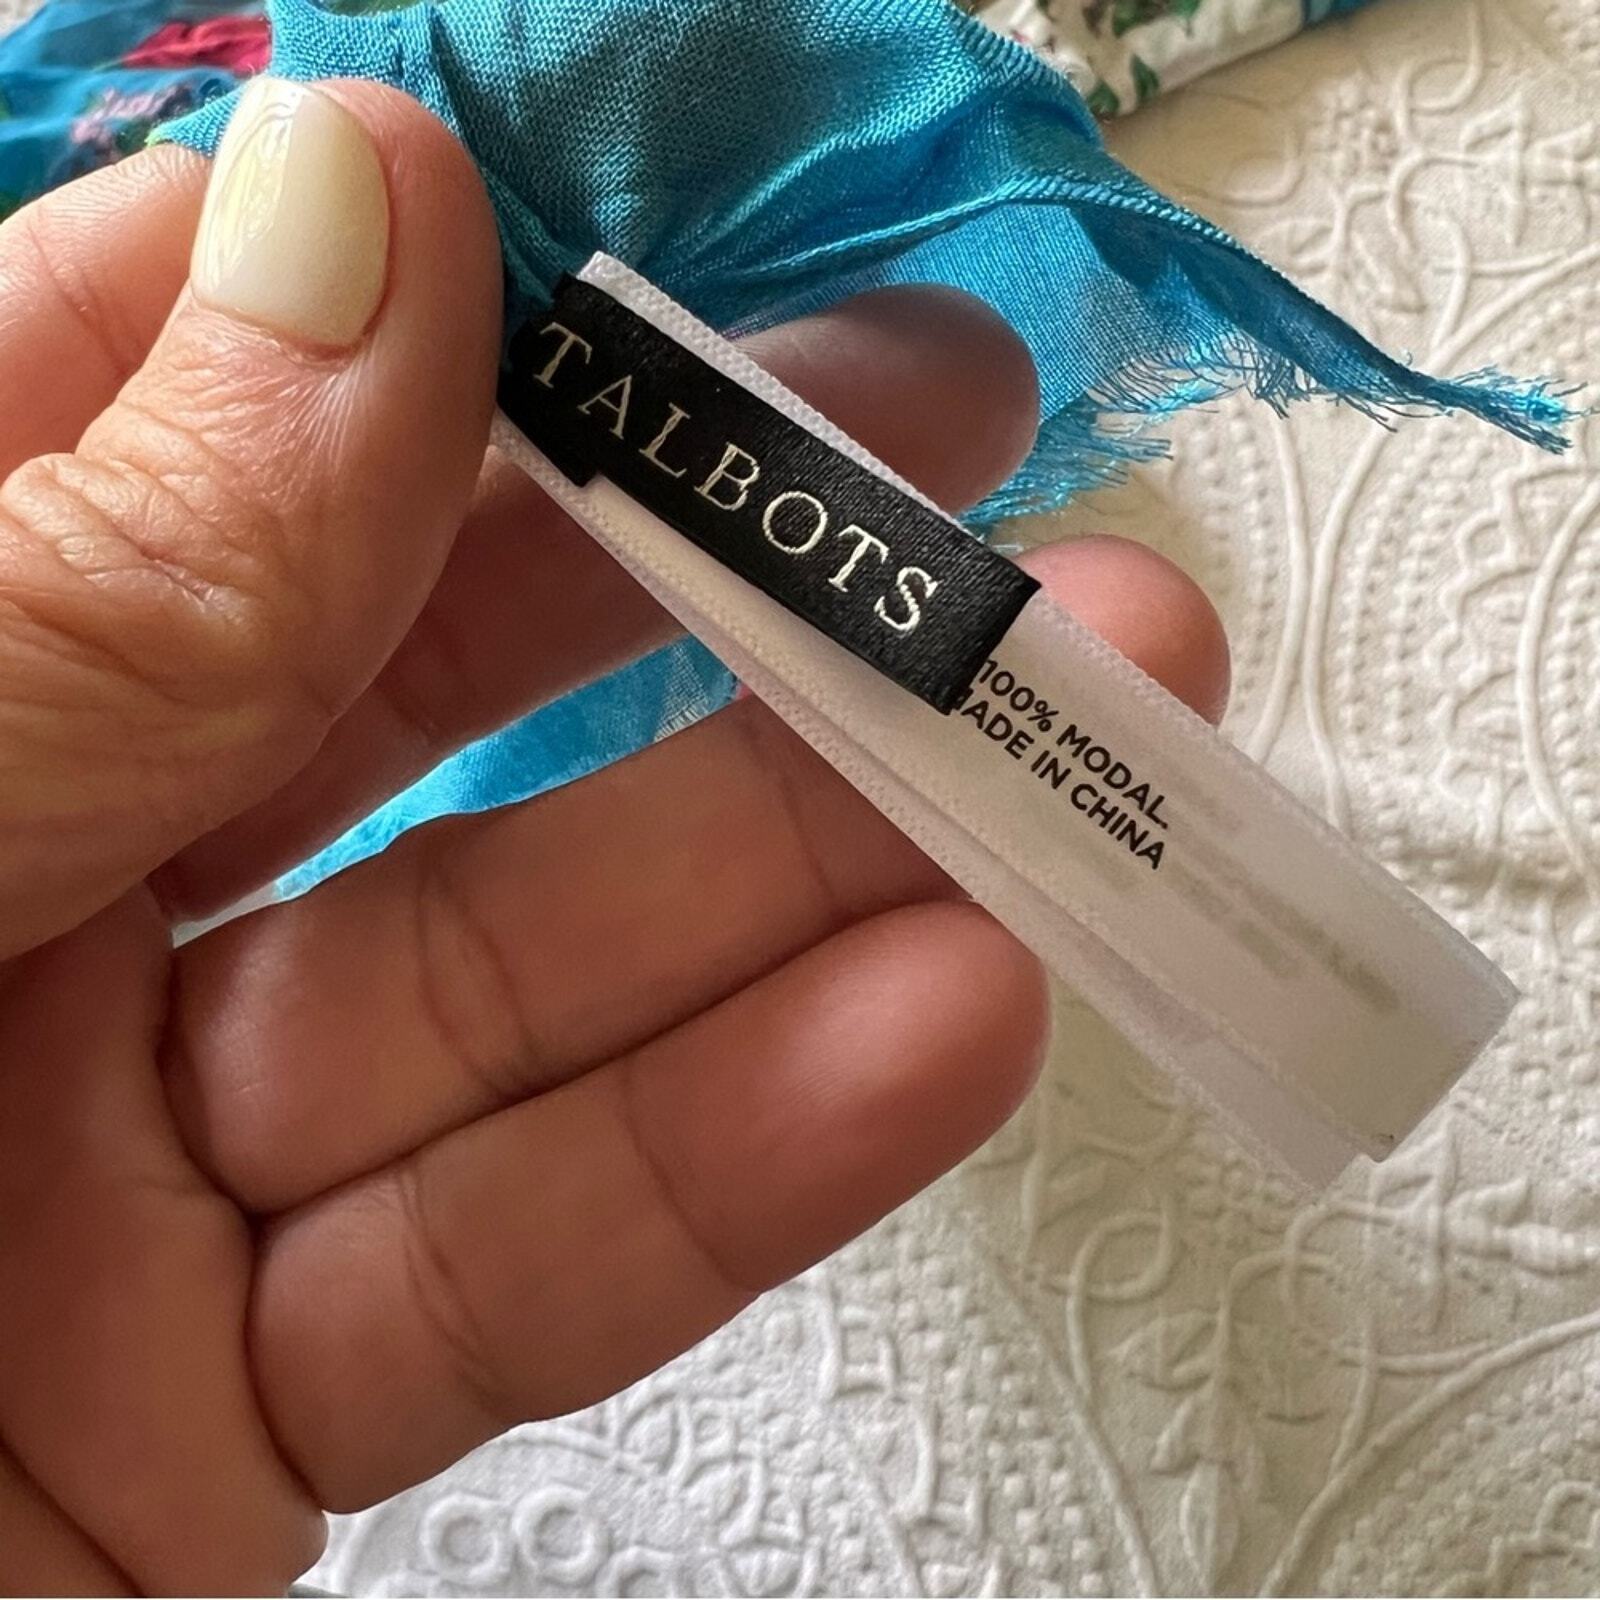 TALBOTS
100% MODAL.
MADE IN CHINA